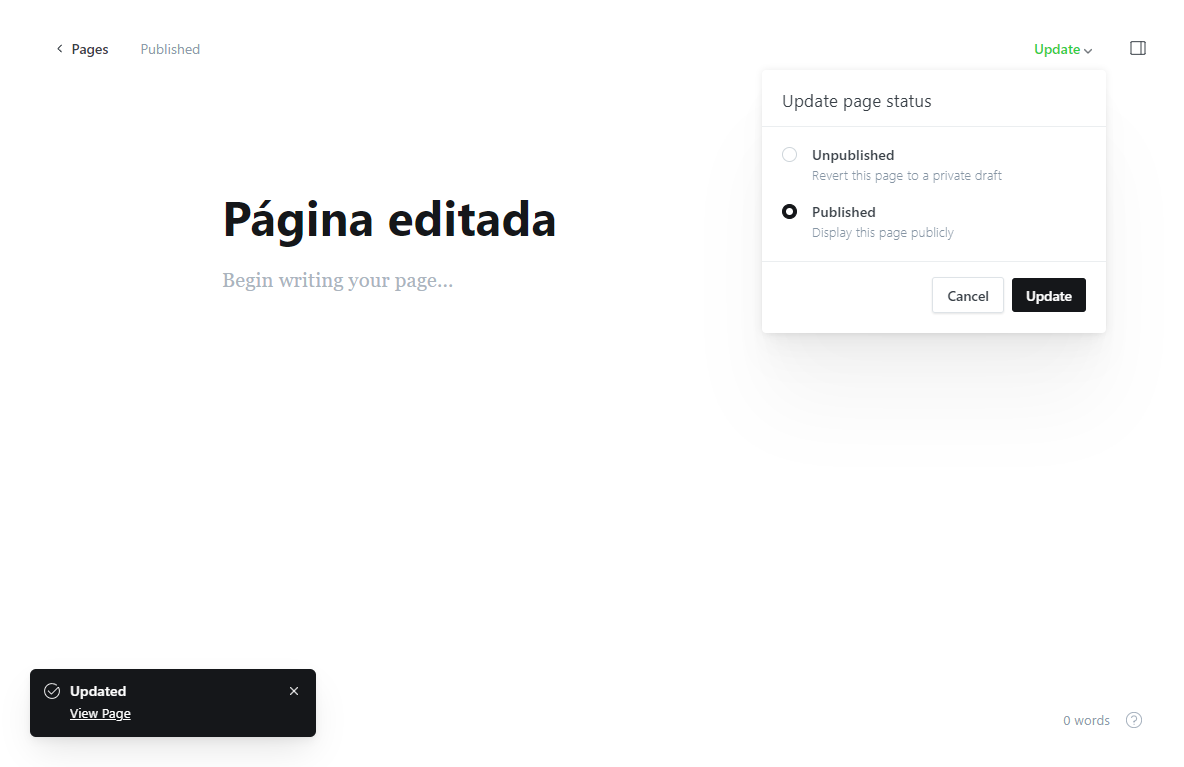 Pages
Published
Update
Update page status
Unpublished
Revert this page to a private draft
Published
Display this page publicly
Cancel
Update
Página editada
Begin writing your page...
Updated
View Page
0 words
?